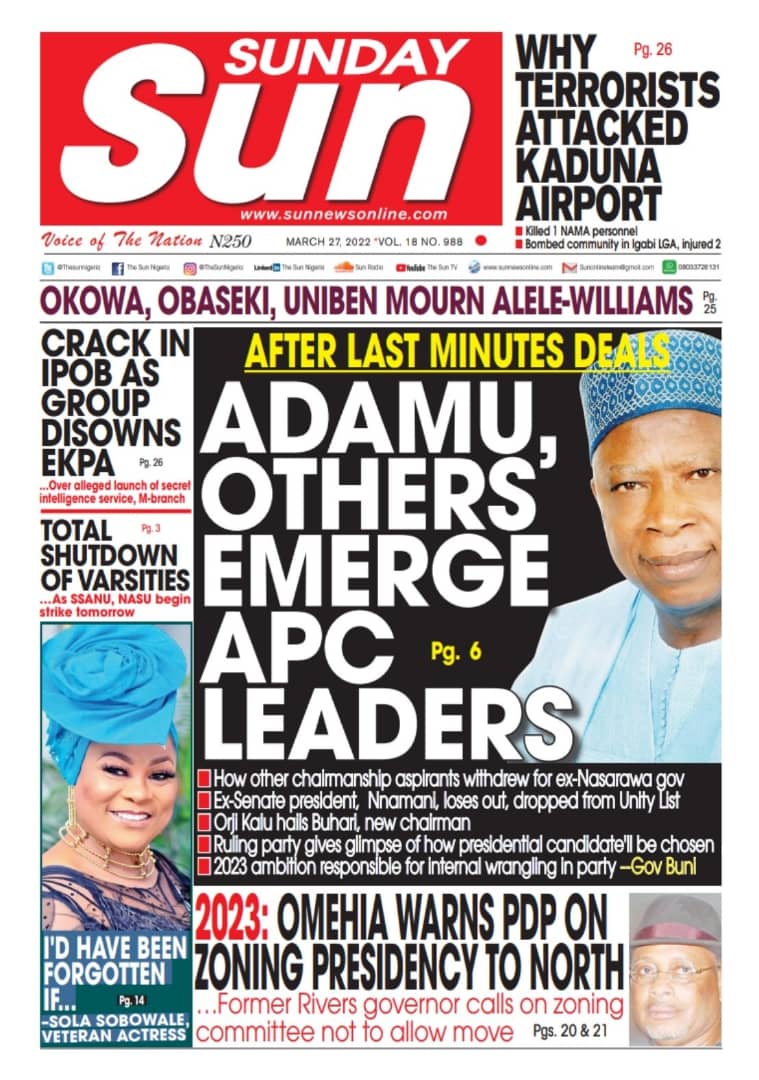 SUNDAY
Sun
www.sunnewsonline.com
WHY
Pg. 26
TERRORISTS
ATTACKED
KADUNA
AIRPORT
Killed 1 NAMA personnel
Bombed community in Igabi LGA, injured 2
Voice of The Nation N250
MARCH 27, 2022 *VOL. 18 NO. 988
@Thesunnigeria
The Sun Nigeria
@TheSunNigeria
LinkedIn The Sun Nigeria
Sun Radio
YouTube The Sun TV
www.sunnewsonline.com
Sunonlineteam@gmail.com
08033726131
OKOWA, OBASEKI, UNIBEN MOURN ALELE-WILLIAMS
Pg.
25
CRACK IN
IPOB AS
GROUP
DISOWNS
EKPA Pg. 26
...Over alleged launch of secret
intelligence service, M-branch
TOTAL Pg. 3
SHUTDOWN
OF VARSITIES
...As SSANU, NASU begin
strike tomorrow
I'D HAVE BEEN
FORGOTTEN
IF... Pg. 14
-SOLA SOBOWALE,
VETERAN ACTRESS
AFTER LAST MINUTES DEALS
ADAMU,
OTHERS
EMERGE
APC Pg. 6
LEADERS
How other chairmanship aspirants withdrew for ex-Nasarawa gov
Ex-Senate president, Nnamani, loses out, dropped from Unity List
Orji Kalu hails Buhari, new chairman
Ruling party gives glimpse of how presidential candidate'll be chosen
2023 ambition responsible for internal wrangling in party –Gov Buni
2023: OMEHIA WARNS PDP ON
ZONING PRESIDENCY TO NORTH
...Former Rivers governor calls on zoning
committee not to allow move Pgs. 20 & 21